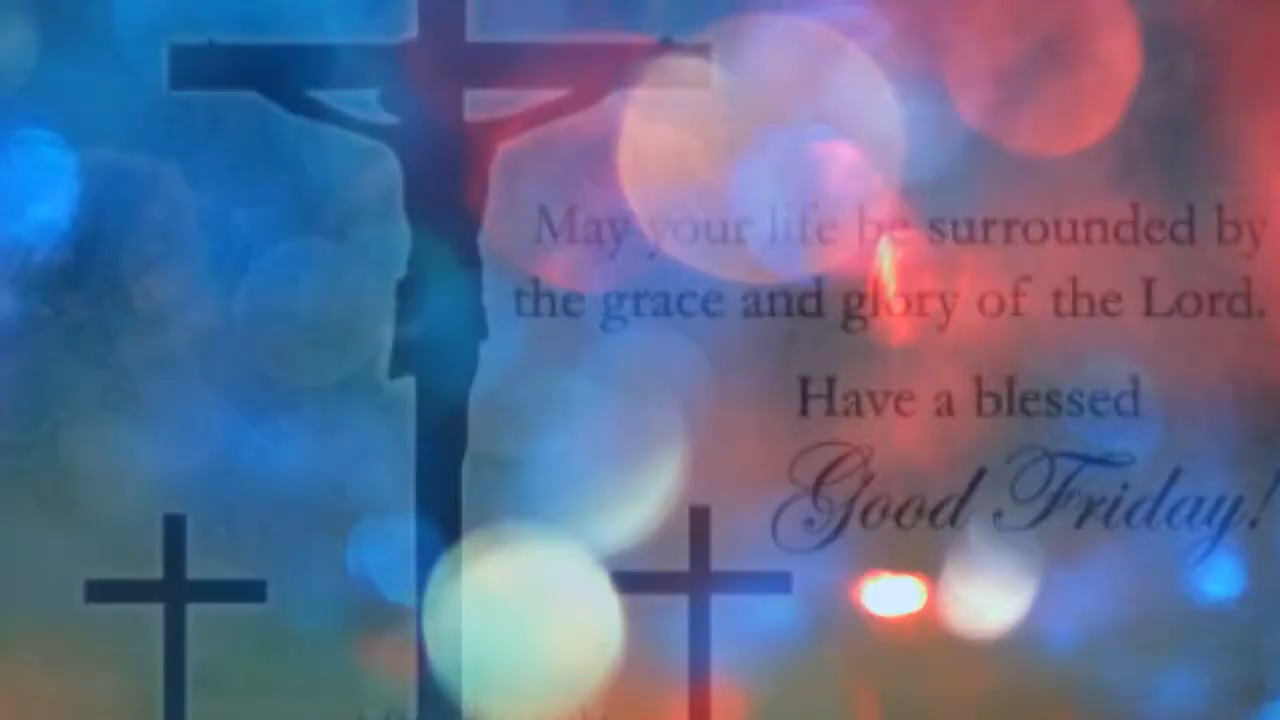 May your life be surrounded by
the grace and glory of the Lord.
Have a blessed
Good Friday!